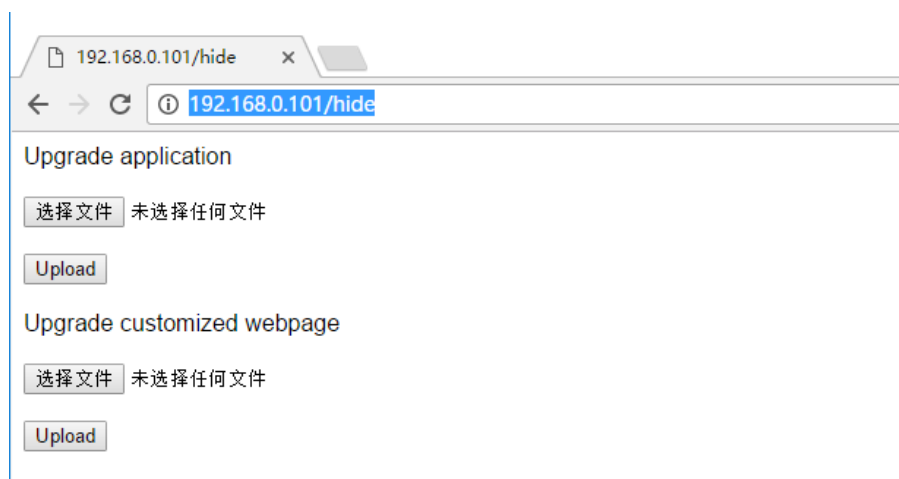 192.168.0.101/hide
192.168.0.101/hide
Upgrade application
选择文件 未选择任何文件
Upload
Upgrade customized webpage
选择文件 未选择任何文件
Upload